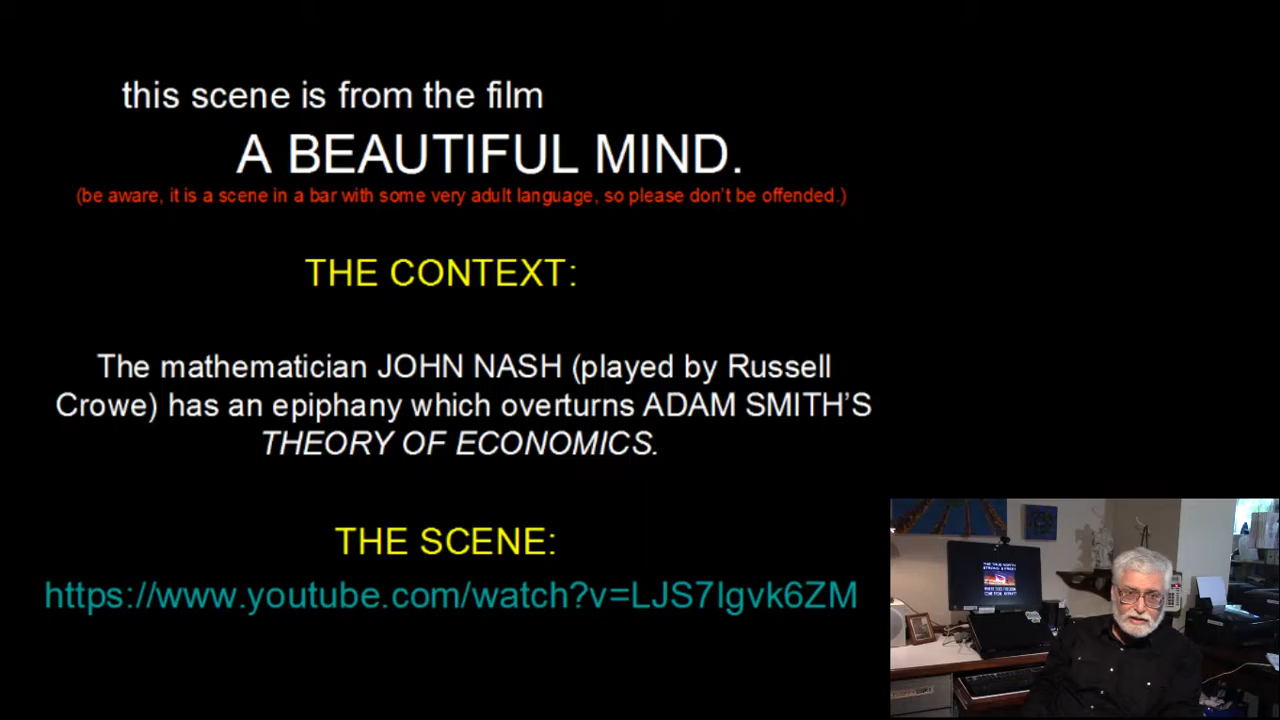 this scene is from the film
A BEAUTIFUL MIND.
(be aware, it is a scene in a bar with some very adult language, so please don't be offended.)
THE CONTEXT:
The mathematician JOHN NASH (played by Russell
Crowe) has an epiphany which overturns ADAM SMITH'S
THEORY OF ECONOMICS.
THE SCENE:
https://www.youtube.com/watch?v=LJS7Igvk6ZM